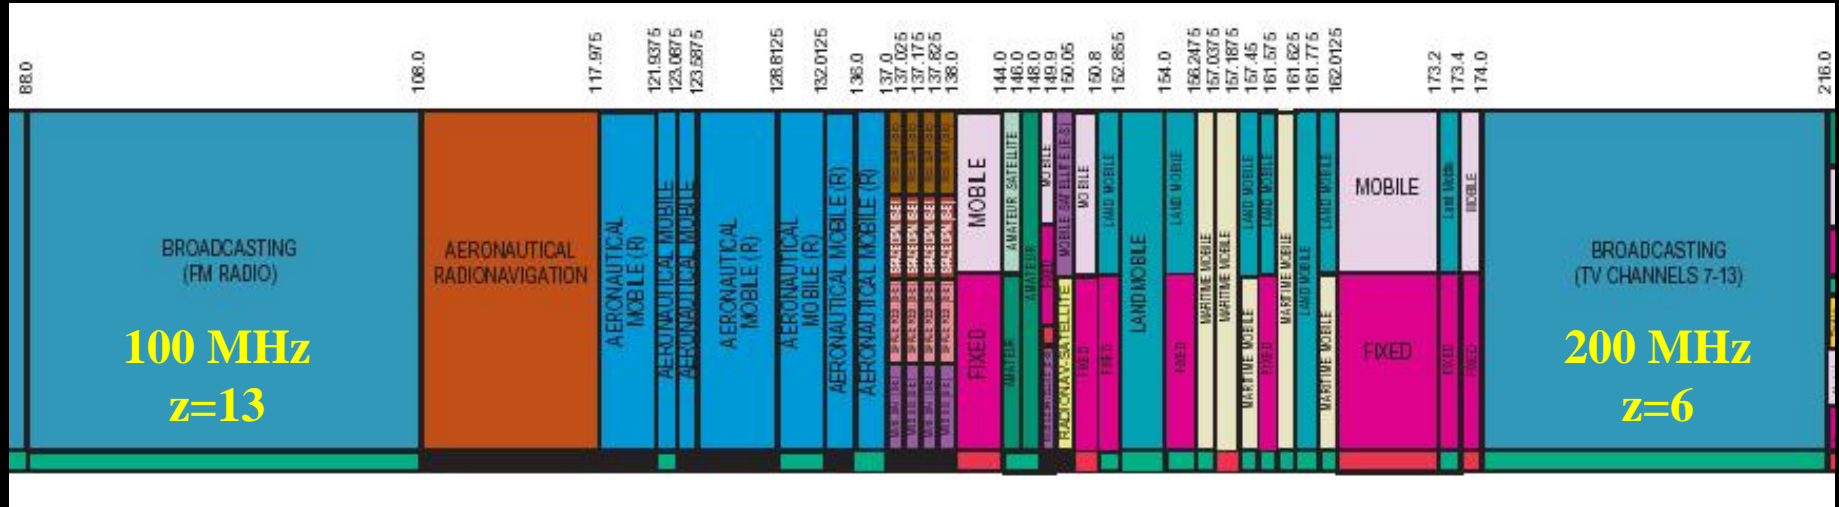 88.0
108.0
117.975
121.9375
123.0875
123.5875
128.8125
132.0125
136.0
137.0
137.025
137.175
137.825
138.0
144.0
146.0
148.0
149.9
150.05
150.8
152.855
154.0
156.2475
157.0375
157.1875
157.45
161.575
161.625
161.775
162.0125
173.2
173.4
174.0
216.0
BROADCASTING
(FM RADIO)
100 MHz
z=13
AERONAUTICAL
RADIONAVIGATION
AERONAUTICAL
MOBILE (R)
AERONAUTICAL MOBILE
AERONAUTICAL MOBILE
AERONAUTICAL
MOBILE (R)
AERONAUTICAL
MOBILE (R)
AERONAUTICAL MOBILE (R)
AERONAUTICAL MOBILE (R)
MOBILE
FIXED
AMATEUR SATELLITE
AMATEUR
AMATEUR
MOBILE
FIXED
MOBILE SATELLITE (E-S)
RADIONAV-SATELLITE
MOBILE
FIXED
LAND MOBILE
FIXED
LAND MOBILE
LAND MOBILE
FIXED
MARITIME MOBILE
MARITIME MOBILE
LAND MOBILE
MARITIME MOBILE
LAND MOBILE
FIXED
MARITIME MOBILE
LAND MOBILE
LAND MOBILE
MARITIME MOBILE
MOBILE
FIXED
Land Mobile
FIXED
MOBILE
FIXED
BROADCASTING
(TV CHANNELS 7-13)
200 MHz
z=6